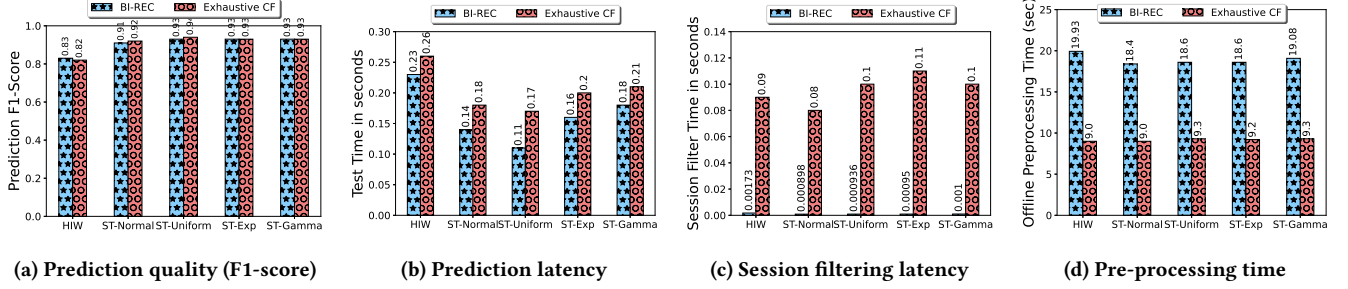 BI-REC Exhaustive CF
Prediction F1-Score
1.0
0.8
0.6
0.4
0.2
0.0
0.83 0.82 0.91 0.92 0.93 0.94 0.93 0.93 0.93 0.93
HIW ST-Normal ST-Uniform ST-Exp ST-Gamma
(a) Prediction quality (F1-score)
BI-REC Exhaustive CF
Test Time in seconds
0.30
0.25
0.20
0.15
0.10
0.05
0.00
0.23 0.26 0.14 0.18 0.11 0.17 0.16 0.2 0.18 0.21
HIW ST-Normal ST-Uniform ST-Exp ST-Gamma
(b) Prediction latency
BI-REC Exhaustive CF
Session Filter Time in seconds
0.14
0.12
0.10
0.08
0.06
0.04
0.02
0.00
0.00173 0.09 0.000898 0.08 0.000936 0.1 0.00095 0.11 0.001 0.1
HIW ST-Normal ST-Uniform ST-Exp ST-Gamma
(c) Session filtering latency
BI-REC Exhaustive CF
Offline Preprocessing Time (sec)
25
20
15
10
5
0
19.93 9.0 18.4 9.0 18.6 9.3 18.6 9.2 19.08 9.3
HIW ST-Normal ST-Uniform ST-Exp ST-Gamma
(d) Pre-processing time